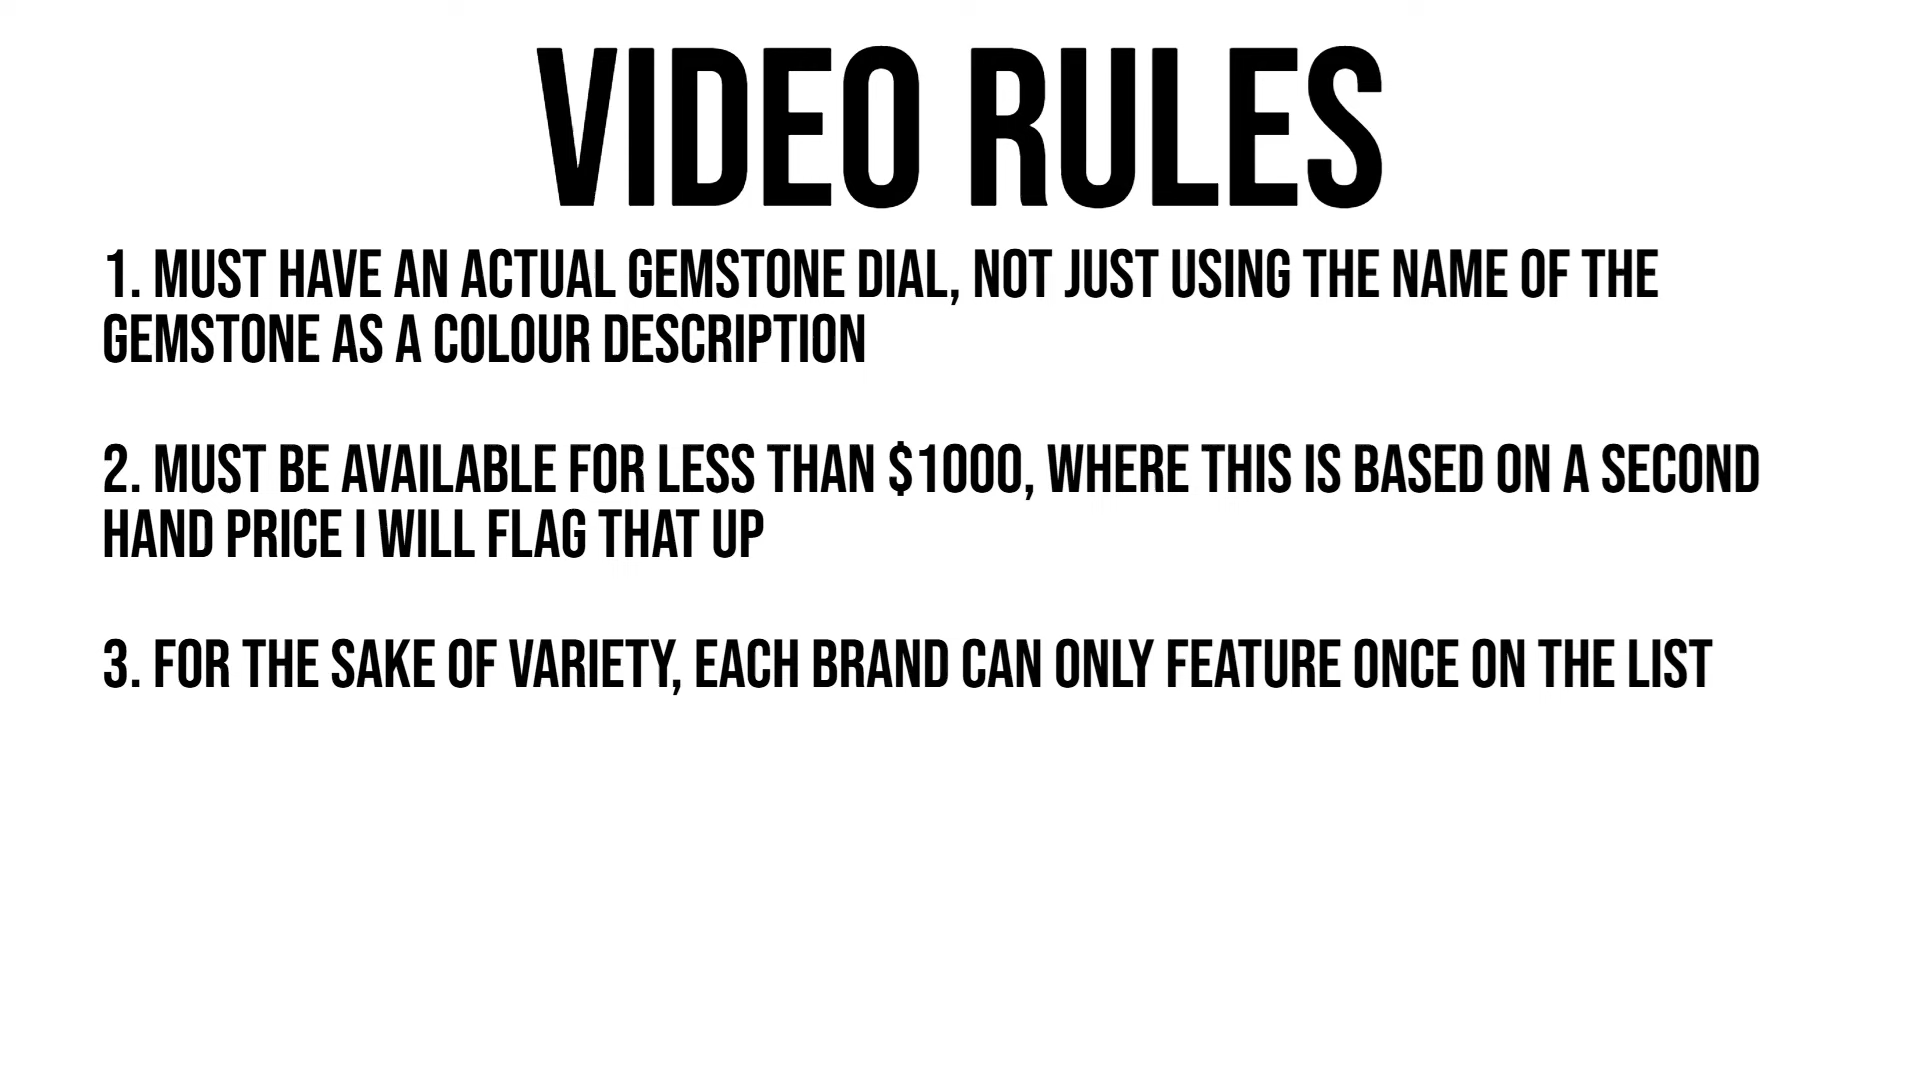 VIDEO RULES
1. MUST HAVE AN ACTUAL GEMSTONE DIAL, NOT JUST USING THE NAME OF THE
GEMSTONE AS A COLOUR DESCRIPTION
2. MUST BE AVAILABLE FOR LESS THAN $1000, WHERE THIS IS BASED ON A SECOND
HAND PRICE I WILL FLAG THAT UP
3. FOR THE SAKE OF VARIETY, EACH BRAND CAN ONLY FEATURE ONCE ON THE LIST